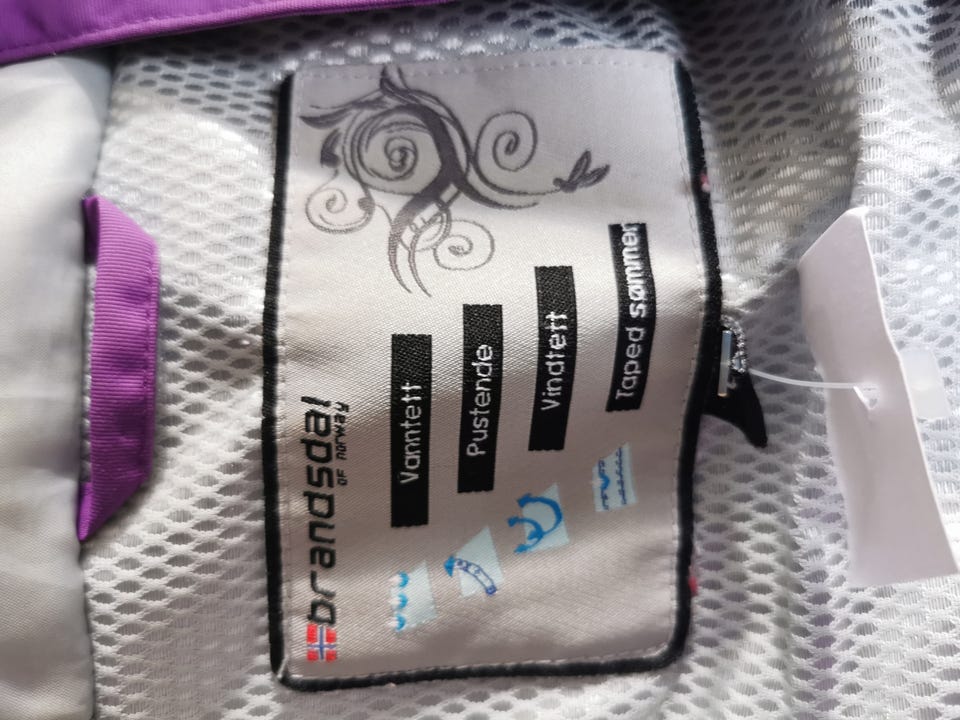 brandsdal
OF NORWAY
Vanntett
Pustende
Vindtett
Taped sømmer